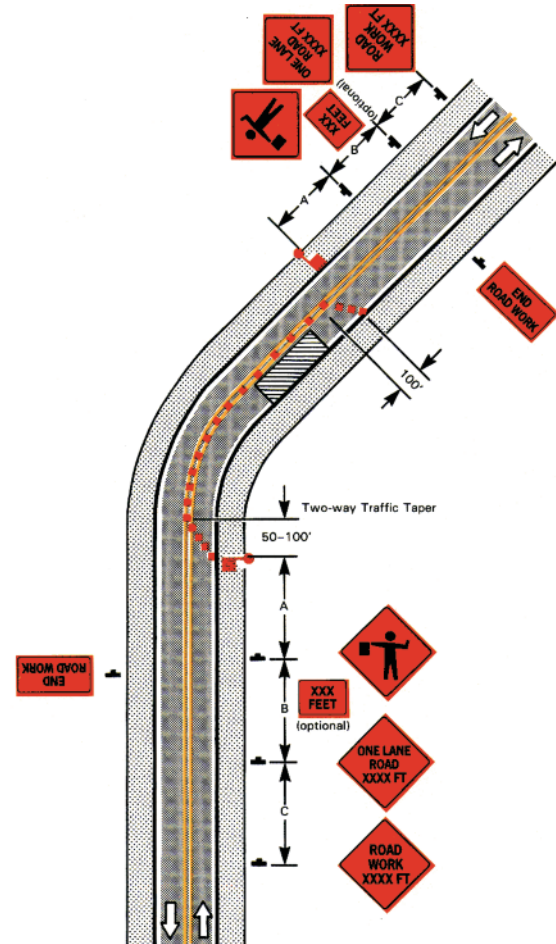 ROAD
WORK
XXXX FT
ONE LANE
ROAD
XXXX FT
(optional)
XXX
FEET
C
B
A
END
ROAD WORK
100'
Two-way Traffic Taper
50-100'
A
END
ROAD WORK
XXX
FEET
(optional)
B
ONE LANE
ROAD
XXXX FT
C
ROAD
WORK
XXXX FT